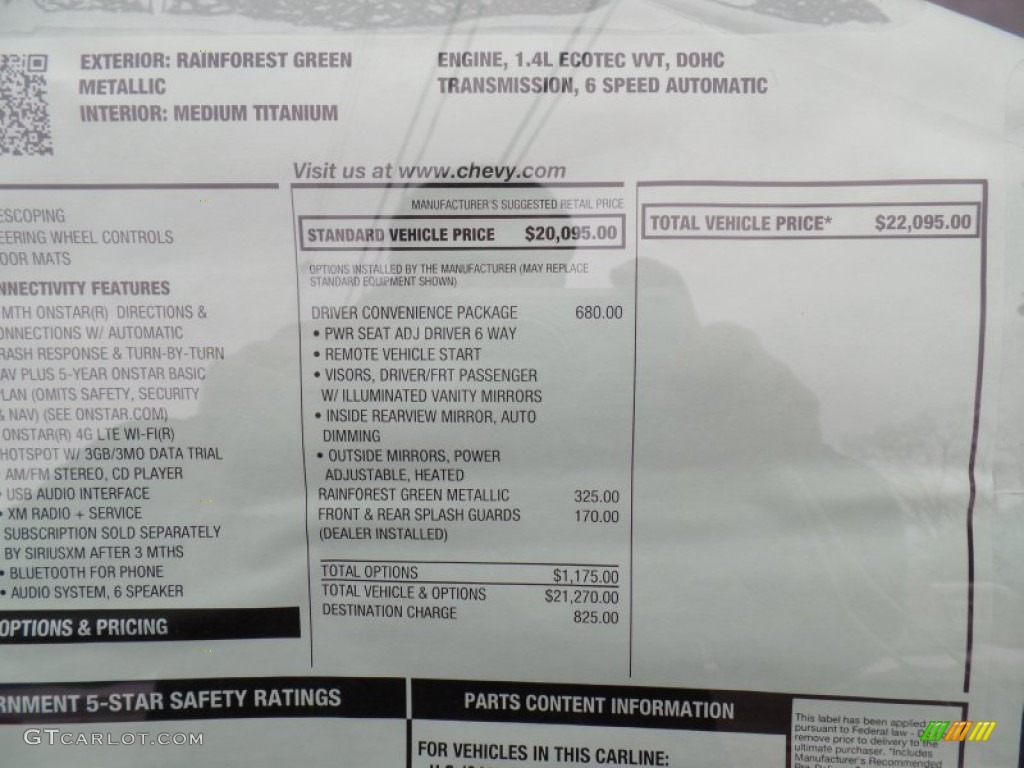 EXTERIOR: RAINFOREST GREEN
METALLIC
INTERIOR: MEDIUM TITANIUM
ENGINE, 1.4L ECOTEC VVT, DOHC
TRANSMISSION, 6 SPEED AUTOMATIC
Visit us at www.chevy.com
ESCOPING
EERING WHEEL CONTROLS
OOR MATS
NNECTIVITY FEATURES
MTH ONSTAR(R) DIRECTIONS &
ONNECTIONS W/ AUTOMATIC
RASH RESPONSE & TURN-BY-TURN
AV PLUS 5-YEAR ONSTAR BASIC
PLAN (OMITS SAFETY, SECURITY
& NAV) (SEE ONSTAR.COM)
ONSTAR(R) 4G LTE WI-FI(R)
HOTSPOT W/ 3GB/3MO DATA TRIAL
AM/FM STEREO, CD PLAYER
• USB AUDIO INTERFACE
• XM RADIO + SERVICE
SUBSCRIPTION SOLD SEPARATELY
BY SIRIUSXM AFTER 3 MTHS
• BLUETOOTH FOR PHONE
• AUDIO SYSTEM, 6 SPEAKER
OPTIONS & PRICING
MANUFACTURER'S SUGGESTED RETAIL PRICE
STANDARD VEHICLE PRICE $20,095.00
OPTIONS INSTALLED BY THE MANUFACTURER (MAY REPLACE
STANDARD EQUIPMENT SHOWN)
DRIVER CONVENIENCE PACKAGE 680.00
• PWR SEAT ADJ DRIVER 6 WAY
• REMOTE VEHICLE START
• VISORS, DRIVER/FRT PASSENGER
W/ ILLUMINATED VANITY MIRRORS
• INSIDE REARVIEW MIRROR, AUTO
DIMMING
• OUTSIDE MIRRORS, POWER
ADJUSTABLE, HEATED
RAINFOREST GREEN METALLIC 325.00
FRONT & REAR SPLASH GUARDS 170.00
(DEALER INSTALLED)
TOTAL OPTIONS $1,175.00
TOTAL VEHICLE & OPTIONS $21,270.00
DESTINATION CHARGE 825.00
TOTAL VEHICLE PRICE* $22,095.00
RNMENT 5-STAR SAFETY RATINGS
PARTS CONTENT INFORMATION
FOR VEHICLES IN THIS CARLINE:
This label has been applied
pursuant to Federal law - D
remove prior to delivery to the
ultimate purchaser. *Includes
Manufacturer's Recommended
GTCARLOT.COM